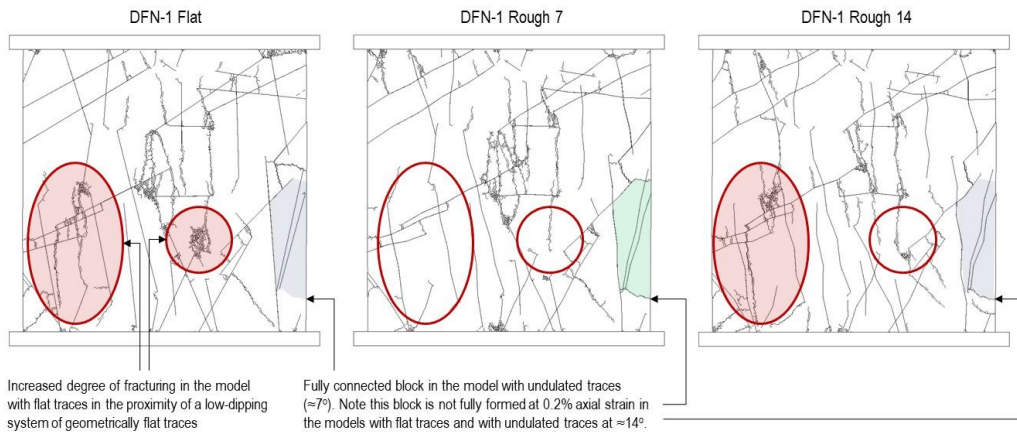 DFN-1 Flat
DFN-1 Rough 7
DFN-1 Rough 14
Increased degree of fracturing in the model
with flat traces in the proximity of a low-dipping
system of geometrically flat traces
Fully connected block in the model with undulated traces
(≈7º). Note this block is not fully formed at 0.2% axial strain in
the models with flat traces and with undulated traces at ≈14º.